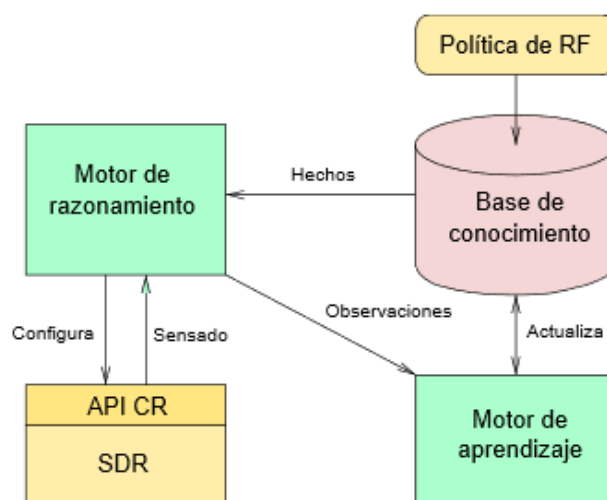 Política de RF
Motor de
razonamiento
Hechos
Base de
conocimiento
Configura
Sensado
Observaciones
Actualiza
API CR
SDR
Motor de
aprendizaje